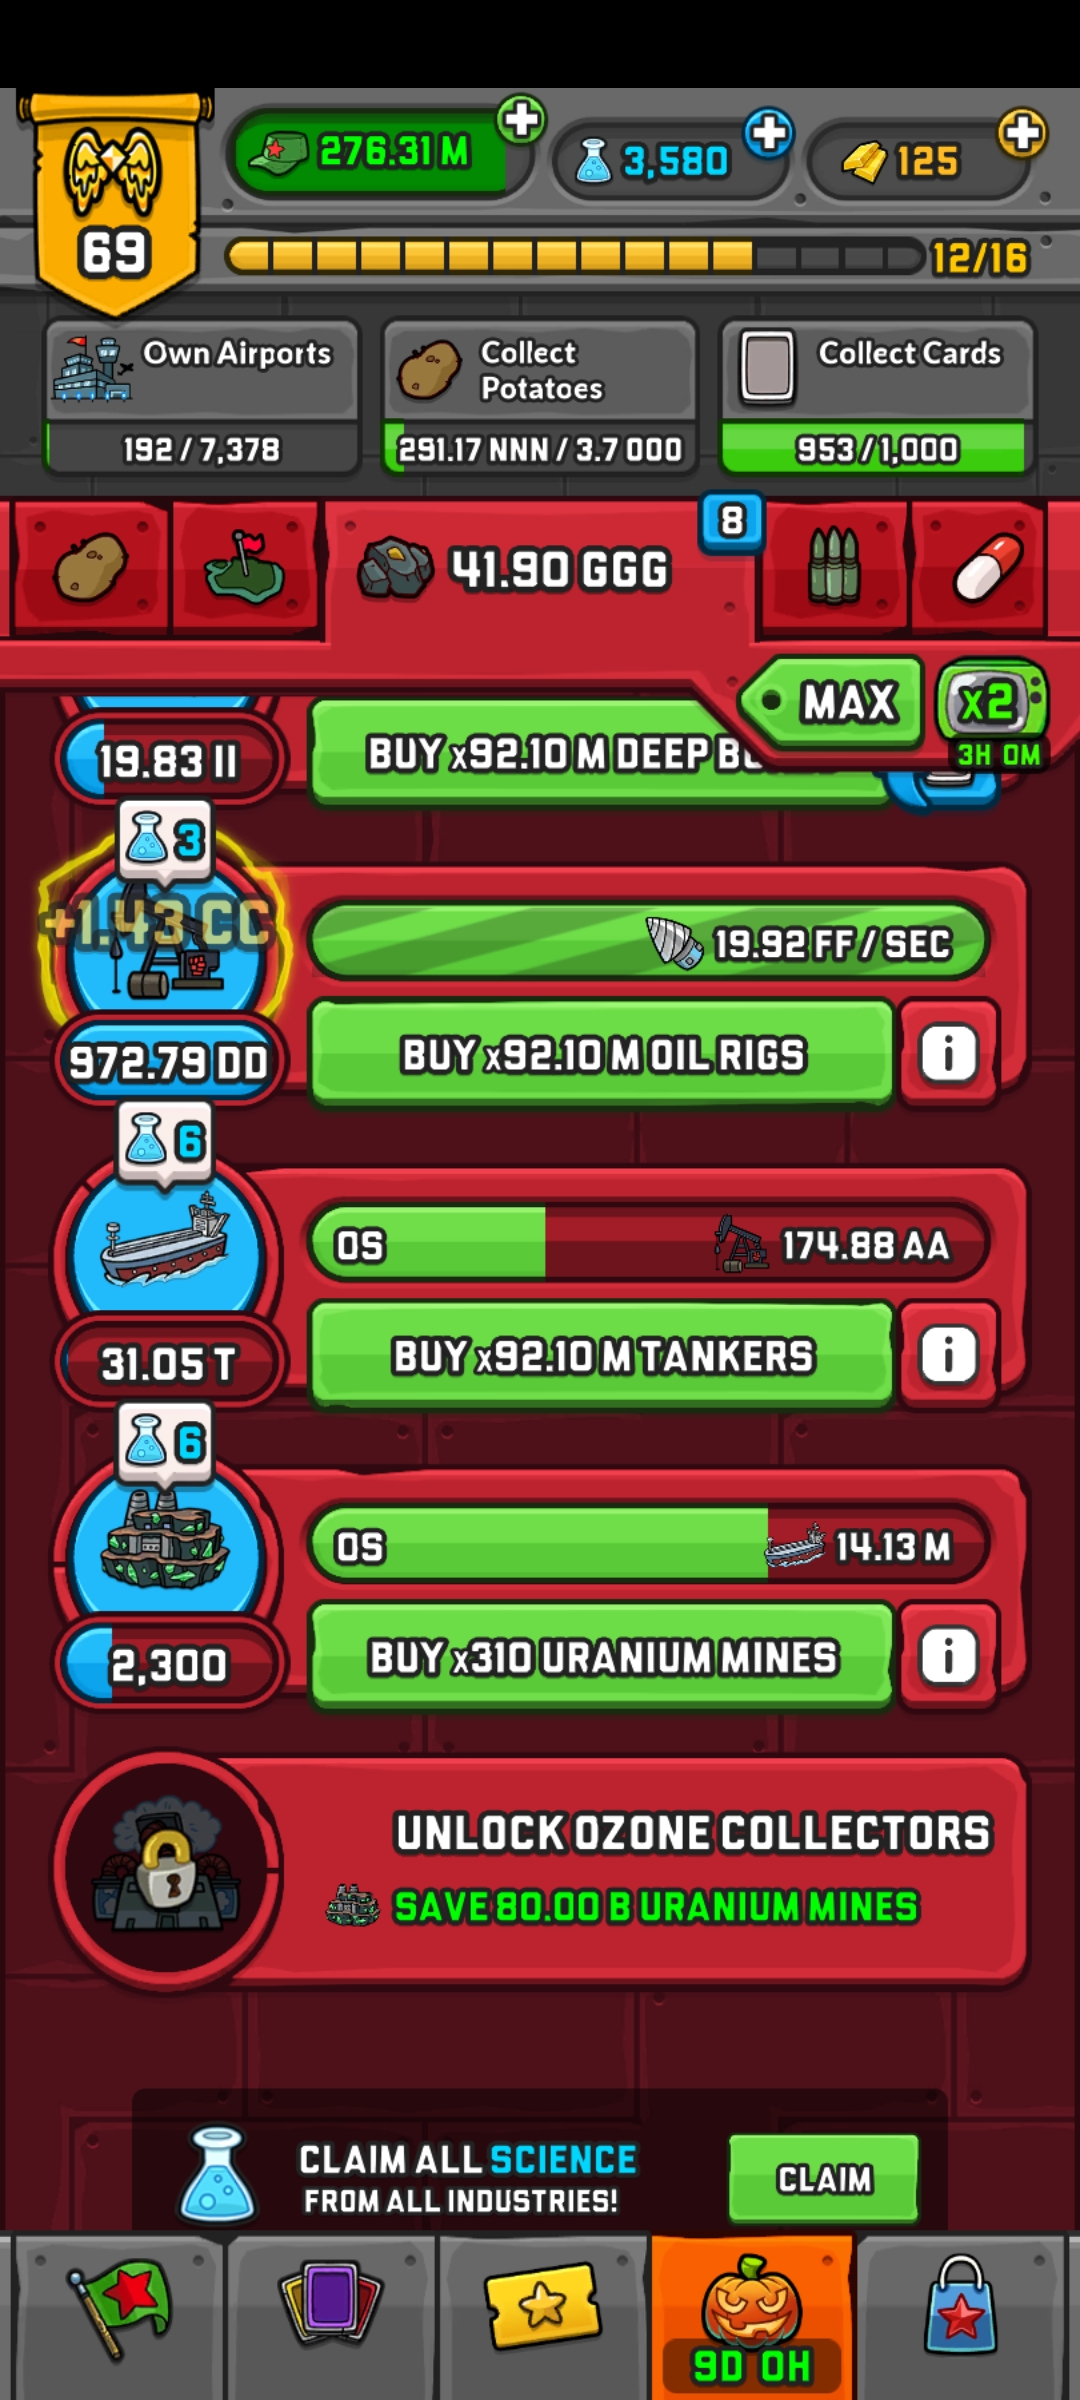 276.31 M
3,580
125
69
12/16
Own Airports
192 / 7,378
Collect
Potatoes
291.17 NNN / 3.7 OOO
Collect Cards
953 / 1,000
41.90 GGG
8
MAX
x2
3H 0M
19.83 II
BUY x92.10 M DEEP
3
+1.43 CC
19.92 FF / SEC
972.79 DD
BUY x92.10 M OIL RIGS
i
6
0S
174.88 AA
31.05 T
BUY x92.10 M TANKERS
i
6
0S
14.13 M
2,300
BUY x310 URANIUM MINES
i
UNLOCK OZONE COLLECTORS
SAVE 80.00 B URANIUM MINES
CLAIM ALL SCIENCE
FROM ALL INDUSTRIES!
CLAIM
9D 0H